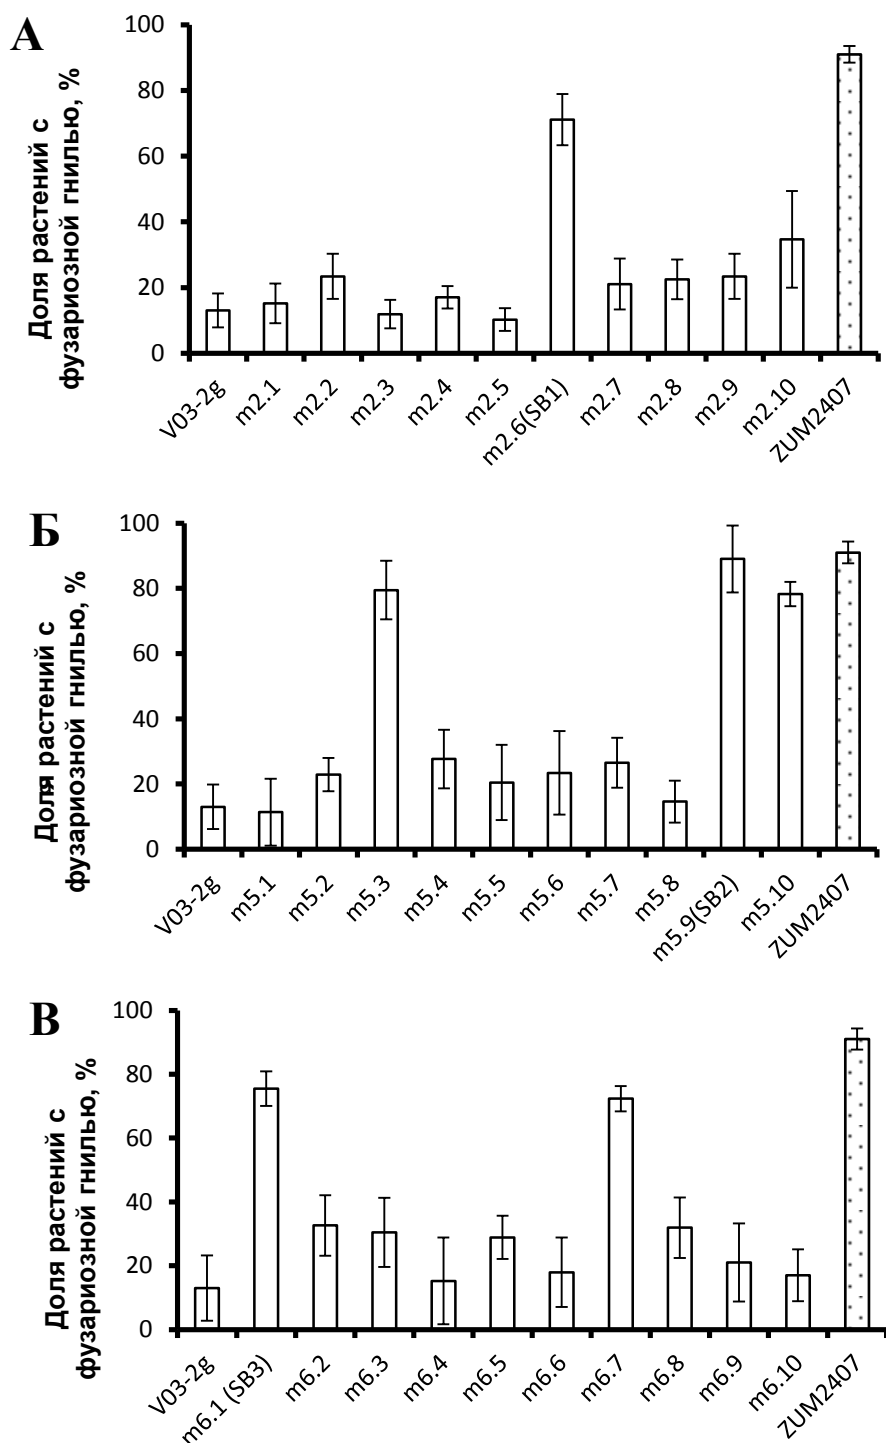 А
Доля растений с
фузариозной гнилью, %
100
80
60
40
20
0
V03-2g
m2.1
m2.2
m2.3
m2.4
m2.5
m2.6(SB1)
m2.7
m2.8
m2.9
m2.10
ZUM2407
Б
Доля растений с
фузариозной гнилью, %
100
80
60
40
20
0
V03-2g
m5.1
m5.2
m5.3
m5.4
m5.5
m5.6
m5.7
m5.8
m5.9(SB2)
m5.10
ZUM2407
В
Доля растений с
фузариозной гнилью, %
100
80
60
40
20
0
V03-2g
m6.1 (SB3)
m6.2
m6.3
m6.4
m6.5
m6.6
m6.7
m6.8
m6.9
m6.10
ZUM2407